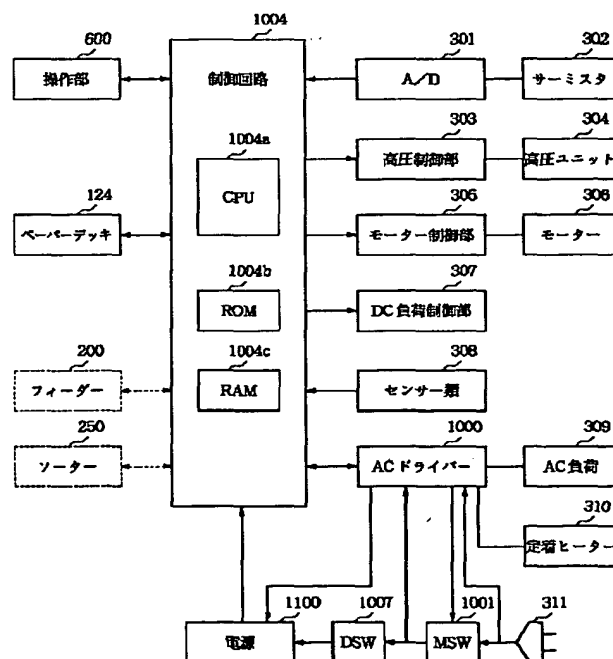 1004
600
操作部
制御回路
301
A/D
302
サーミスタ
303
高圧制御部
304
高圧ユニット
1004a
CPU
124
ペーパーデッキ
305
モーター制御部
306
モーター
1004b
ROM
307
DC負荷制御部
1004c
RAM
200
フィーダー
308
センサー類
250
ソーター
1000
ACドライバー
309
AC負荷
310
定着ヒーター
1100
電源
1007
DSW
1001
MSW
311